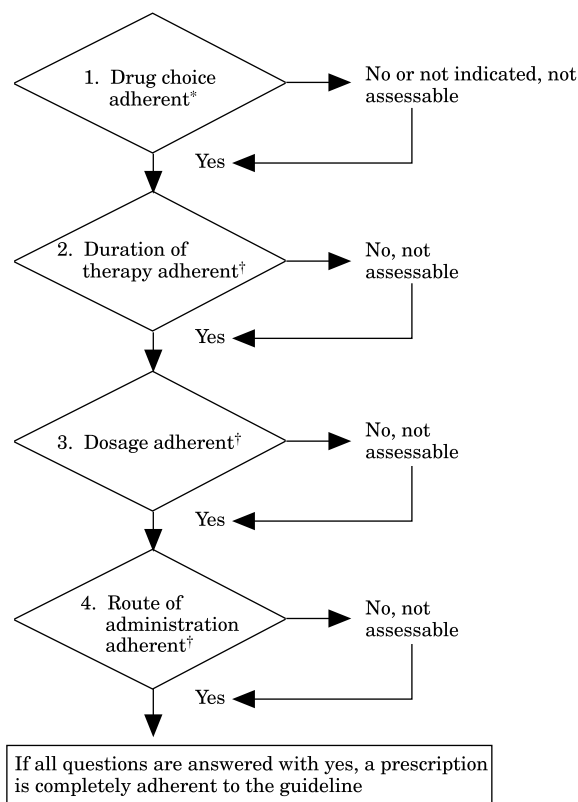 1. Drug choice
adherent*
No or not indicated, not
assessable
Yes
2. Duration of
therapy adherent†
No, not
assessable
Yes
3. Dosage adherent†
No, not
assessable
Yes
4. Route of
administration
adherent†
No, not
assessable
Yes
If all questions are answered with yes, a prescription
is completely adherent to the guideline